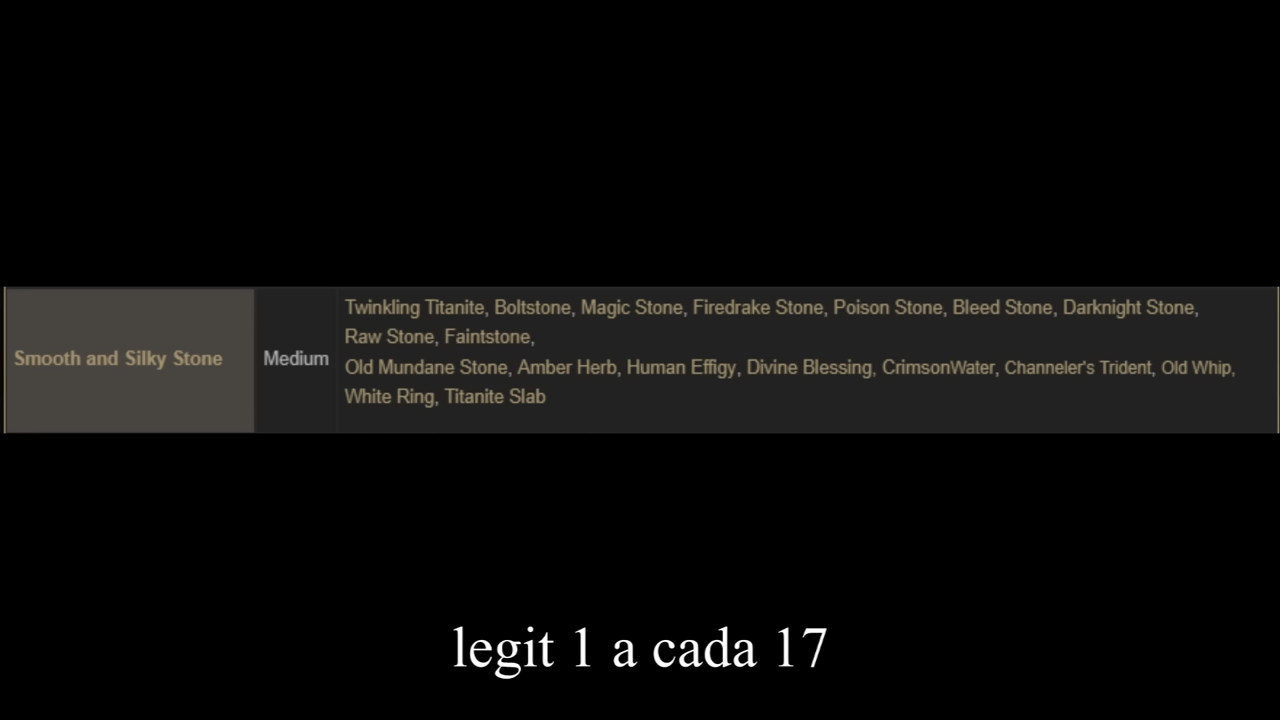 Twinkling Titanite, Boltstone, Magic Stone, Firedrake Stone, Poison Stone, Bleed Stone, Darknight Stone,
Raw Stone, Faintstone,
Smooth and Silky Stone
Medium
Old Mundane Stone, Amber Herb, Human Effigy, Divine Blessing, CrimsonWater, Channeler's Trident, Old Whip,
White Ring, Titanite Slab
legit 1 a cada 17